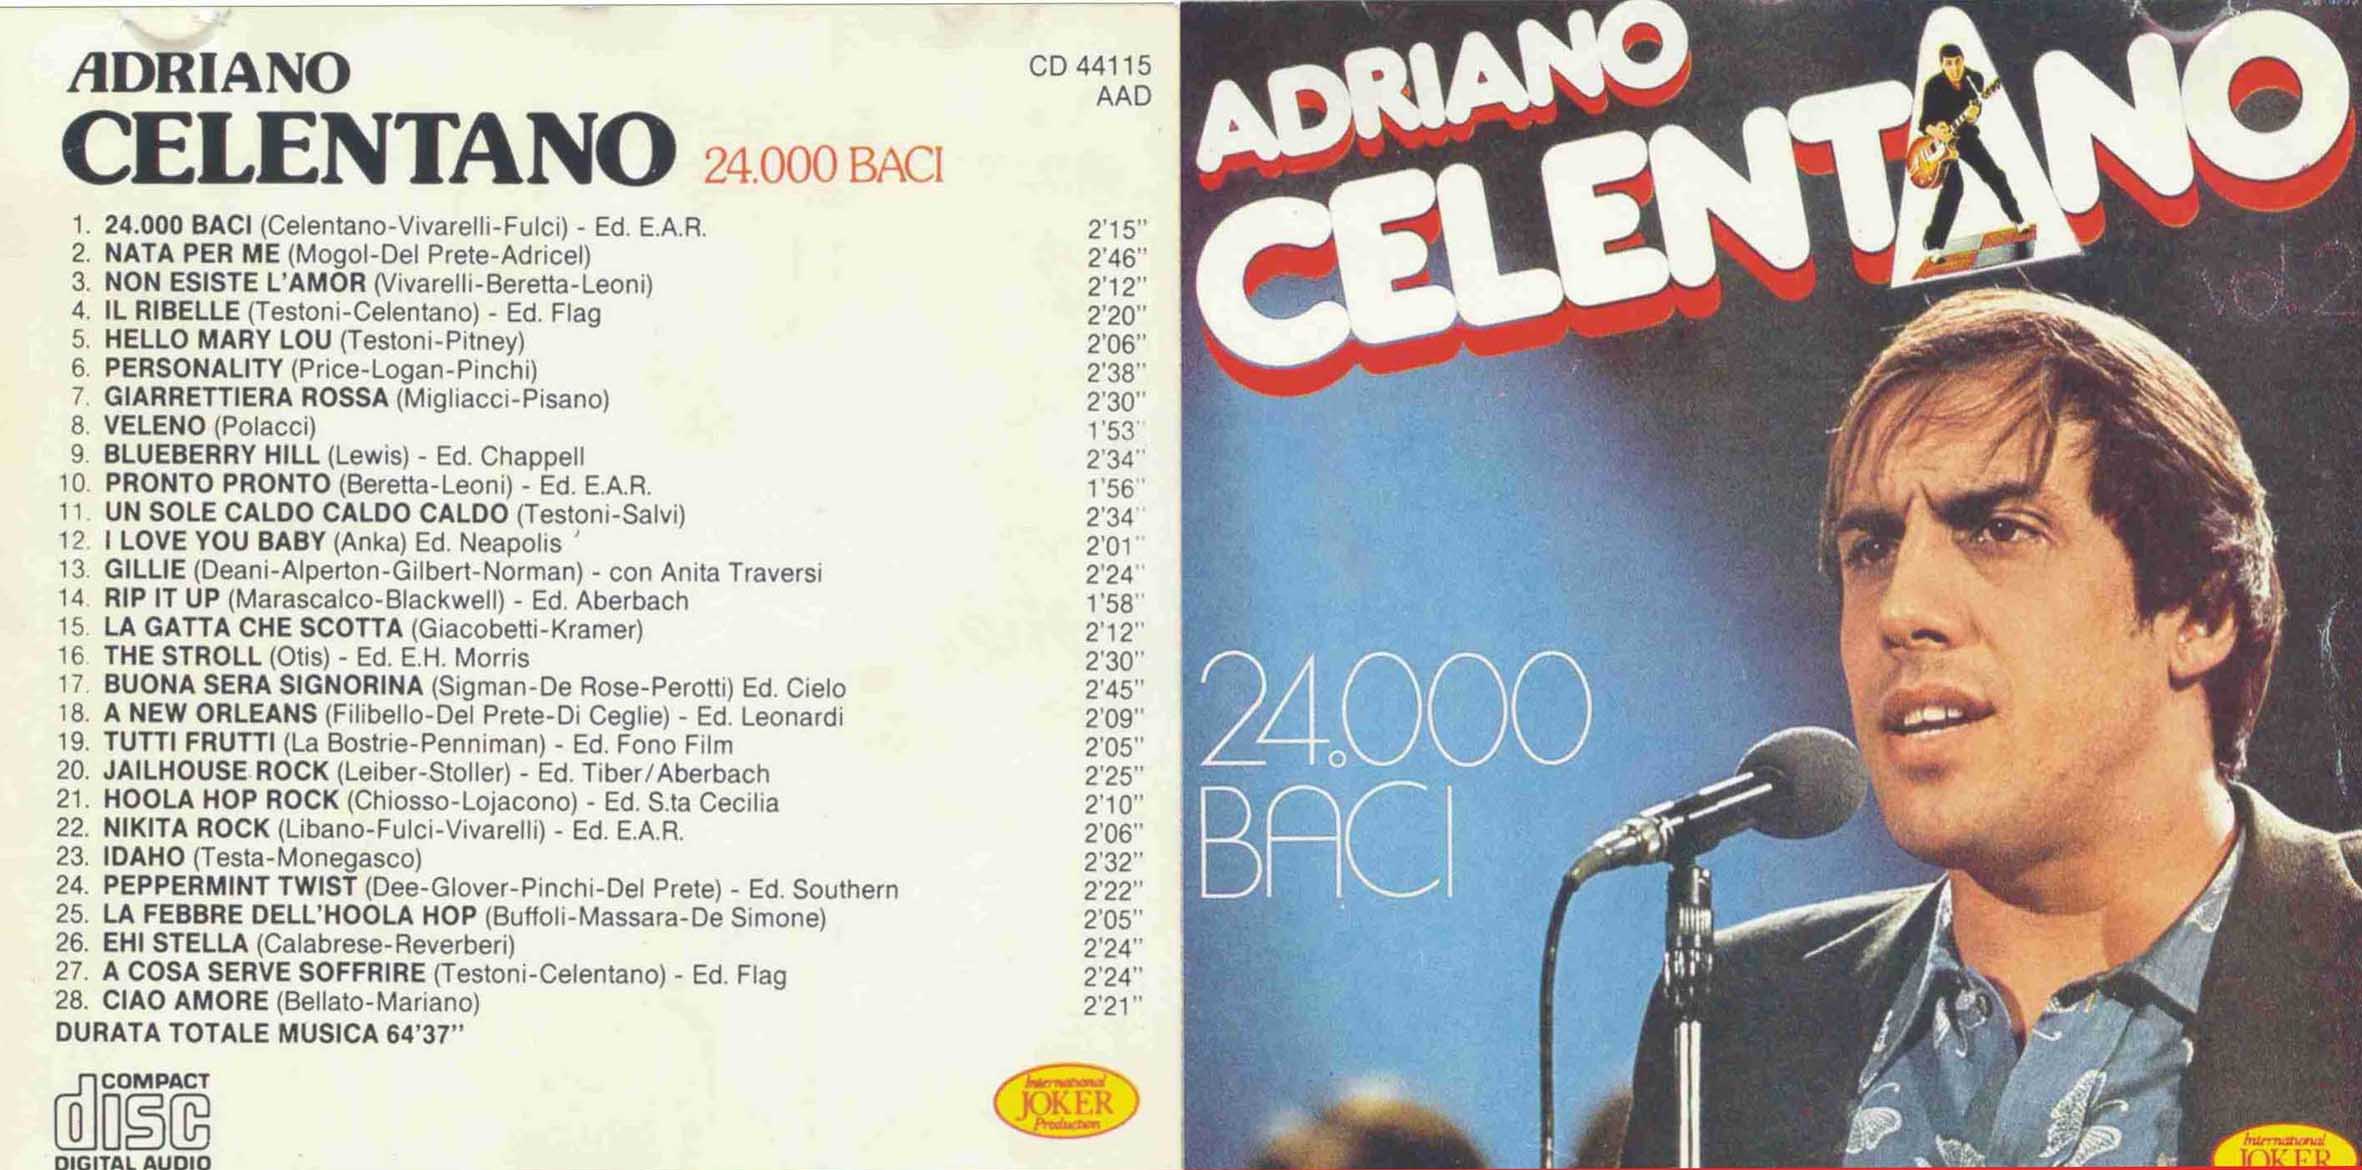 ADRIANO
CELENTANO 24.000 BACI
CD 44115
AAD
1. 24.000 BACI (Celentano-Vivarelli-Fulci) - Ed. E.A.R. 2'15"
2. NATA PER ME (Mogol-Del Prete-Adricel) 2'46"
3. NON ESISTE L'AMOR (Vivarelli-Beretta-Leoni) 2'12"
4. IL RIBELLE (Testoni-Celentano) - Ed. Flag 2'20"
5. HELLO MARY LOU (Testoni-Pitney) 2'06"
6. PERSONALITY (Price-Logan-Pinchi) 2'38"
7. GIARRETTIERA ROSSA (Migliacci-Pisano) 2'30"
8. VELENO (Polacci) 1'53"
9. BLUEBERRY HILL (Lewis) - Ed. Chappell 2'34"
10. PRONTO PRONTO (Beretta-Leoni) - Ed. E.A.R. 1'56"
11. UN SOLE CALDO CALDO CALDO (Testoni-Salvi) 2'34"
12. I LOVE YOU BABY (Anka) Ed. Neapolis 2'01"
13. GILLIE (Deani-Alperton-Gilbert-Norman) - con Anita Traversi 2'24"
14. RIP IT UP (Marascalco-Blackwell) - Ed. Aberbach 1'58"
15. LA GATTA CHE SCOTTA (Giacobetti-Kramer) 2'12"
16. THE STROLL (Otis) - Ed. E.H. Morris 2'30"
17. BUONA SERA SIGNORINA (Sigman-De Rose-Perotti) Ed. Cielo 2'45"
18. A NEW ORLEANS (Filibello-Del Prete-Di Ceglie) - Ed. Leonardi 2'09"
19. TUTTI FRUTTI (La Bostrie-Penniman) - Ed. Fono Film 2'05"
20. JAILHOUSE ROCK (Leiber-Stoller) - Ed. Tiber/Aberbach 2'25"
21. HOOLA HOP ROCK (Chiosso-Lojacono) - Ed. S.ta Cecilia 2'10"
22. NIKITA ROCK (Libano-Fulci-Vivarelli) - Ed. E.A.R. 2'06"
23. IDAHO (Testa-Monegasco) 2'32"
24. PEPPERMINT TWIST (Dee-Glover-Pinchi-Del Prete) - Ed. Southern 2'22"
25. LA FEBBRE DELL'HOOLA HOP (Buffoli-Massara-De Simone) 2'05"
26. EHI STELLA (Calabrese-Reverberi) 2'24"
27. A COSA SERVE SOFFRIRE (Testoni-Celentano) - Ed. Flag 2'24"
28. CIAO AMORE (Bellato-Mariano) 2'21"
DURATA TOTALE MUSICA 64'37"
COMPACT
disc
DIGITAL AUDIO
International
JOKER
Production
ADRIANO
CELENTANO
vol. 2
24.000
BACI
International
JOKER